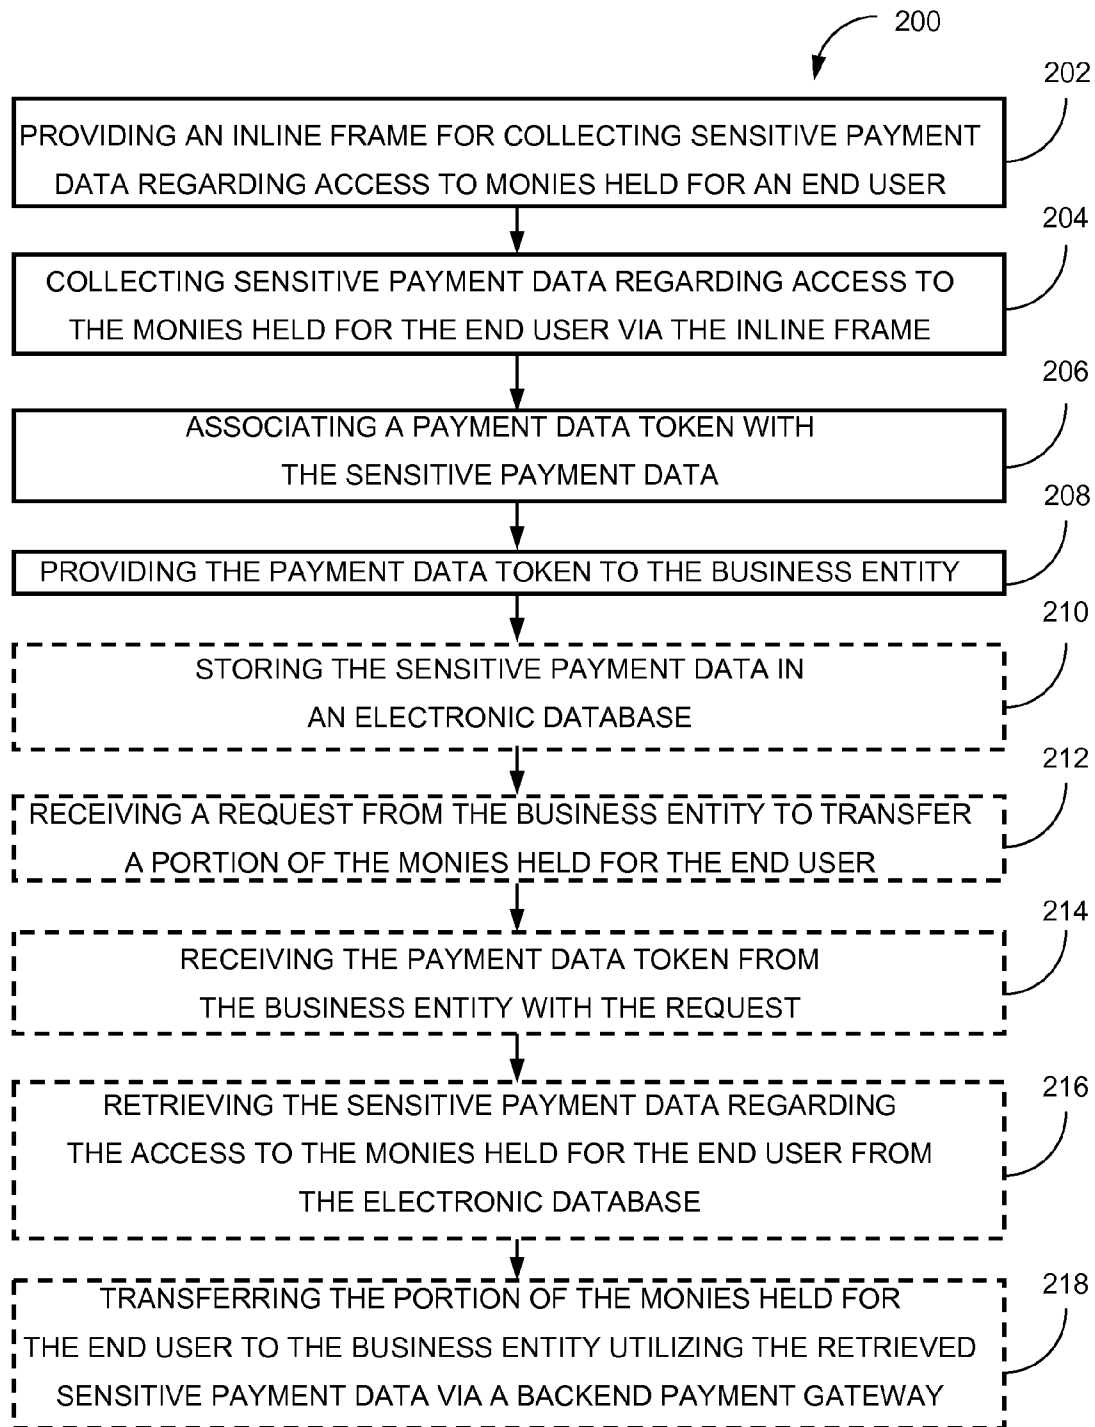 200
202
PROVIDING AN INLINE FRAME FOR COLLECTING SENSITIVE PAYMENT
DATA REGARDING ACCESS TO MONIES HELD FOR AN END USER
204
COLLECTING SENSITIVE PAYMENT DATA REGARDING ACCESS TO
THE MONIES HELD FOR THE END USER VIA THE INLINE FRAME
206
ASSOCIATING A PAYMENT DATA TOKEN WITH
THE SENSITIVE PAYMENT DATA
208
PROVIDING THE PAYMENT DATA TOKEN TO THE BUSINESS ENTITY
210
STORING THE SENSITIVE PAYMENT DATA IN
AN ELECTRONIC DATABASE
212
RECEIVING A REQUEST FROM THE BUSINESS ENTITY TO TRANSFER
A PORTION OF THE MONIES HELD FOR THE END USER
214
RECEIVING THE PAYMENT DATA TOKEN FROM
THE BUSINESS ENTITY WITH THE REQUEST
216
RETRIEVING THE SENSITIVE PAYMENT DATA REGARDING
THE ACCESS TO THE MONIES HELD FOR THE END USER FROM
THE ELECTRONIC DATABASE
218
TRANSFERRING THE PORTION OF THE MONIES HELD FOR
THE END USER TO THE BUSINESS ENTITY UTILIZING THE RETRIEVED
SENSITIVE PAYMENT DATA VIA A BACKEND PAYMENT GATEWAY